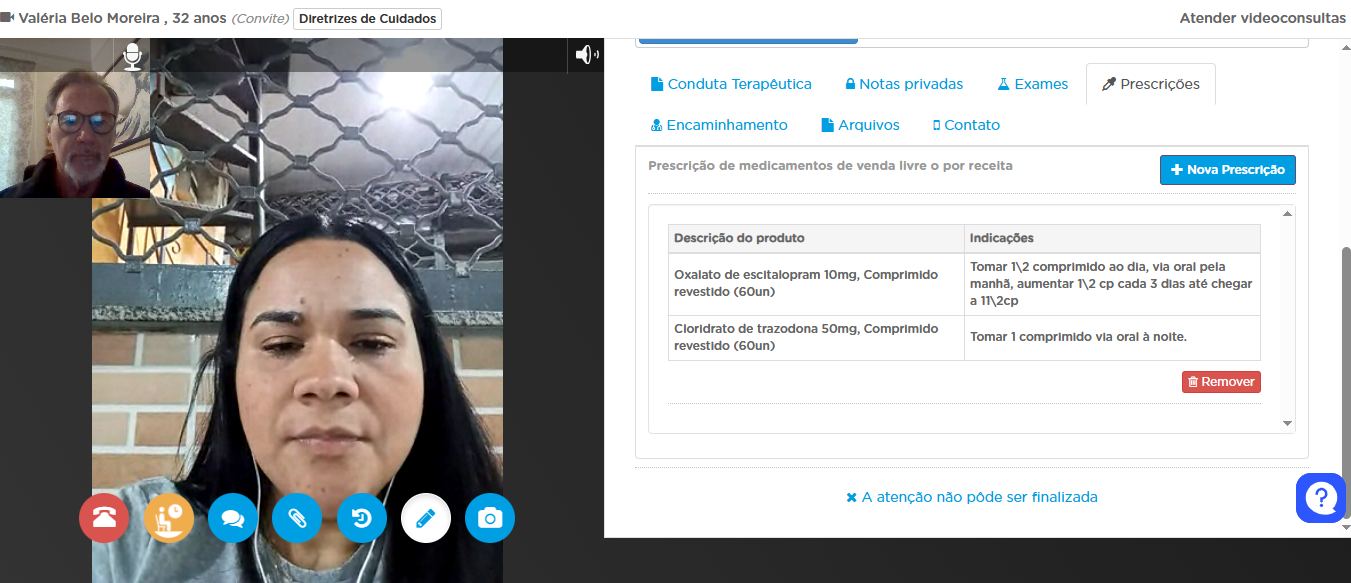 Valéria Belo Moreira , 32 anos (Convite) Diretrizes de Cuidados
Atender videoconsultas
Conduta Terapêutica
Notas privadas
Exames
Prescrições
Encaminhamento
Arquivos
Contato
Prescrição de medicamentos de venda livre o por receita
Nova Prescrição
Descrição do produto
Indicações
Oxalato de escitalopram 10mg, Comprimido
revestido (60un)
Tomar 1\2 comprimido ao dia, via oral pela
manhã, aumentar 1\2 cp cada 3 dias até chegar
a 11\2cp
Cloridrato de trazodona 50mg, Comprimido
revestido (60un)
Tomar 1 comprimido via oral à noite.
Remover
A atenção não pôde ser finalizada